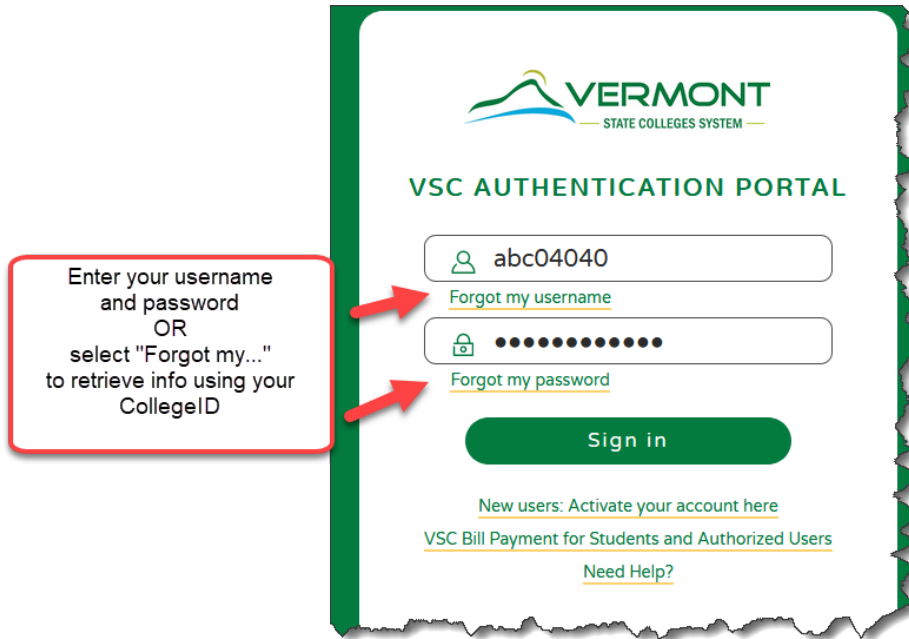 VERMONT
STATE COLLEGES SYSTEM
VSC AUTHENTICATION PORTAL
abc04040
Forgot my username
●●●●●●●●●●●●
Forgot my password
Sign in
New users: Activate your account here
VSC Bill Payment for Students and Authorized Users
Need Help?
Enter your username
and password
OR
select "Forgot my..."
to retrieve info using your
CollegeID